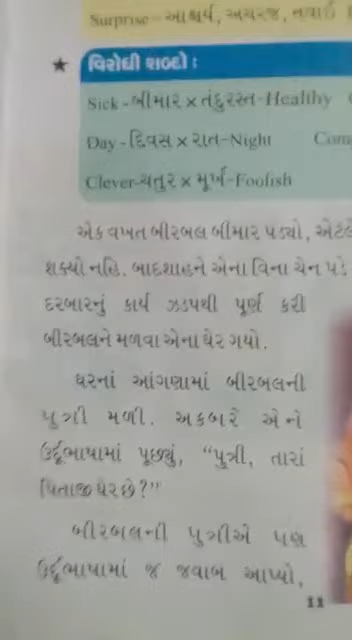 Surprise – આશ્ચર્ય, અચરજ, નવાઈ
★ વિરોધી શબ્દો :
Sick - બીમાર × તંદુરસ્ત - Healthy
Day - દિવસ × રાત - Night
Clever - ચતુર × મૂર્ખ - Foolish
એક વખત બીરબલ બીમાર પડ્યો, એટલે
શક્યો નહિ. બાદશાહને એના વિના ચેન પડે
દરબારનું કાર્ય ઝડપથી પૂર્ણ કરી
બીરબલને મળવા એના ઘેર ગયો.
ઘરનાં આંગણામાં બીરબલની
પુત્રી મળી. અકબરે એને
ઉર્દૂભાષામાં પૂછ્યું, “પુત્રી, તારાં
પિતાજી ઘેર છે?”
બીરબલની પુત્રીએ પણ
ઉર્દૂભાષામાં જ જવાબ આપ્યો,
11